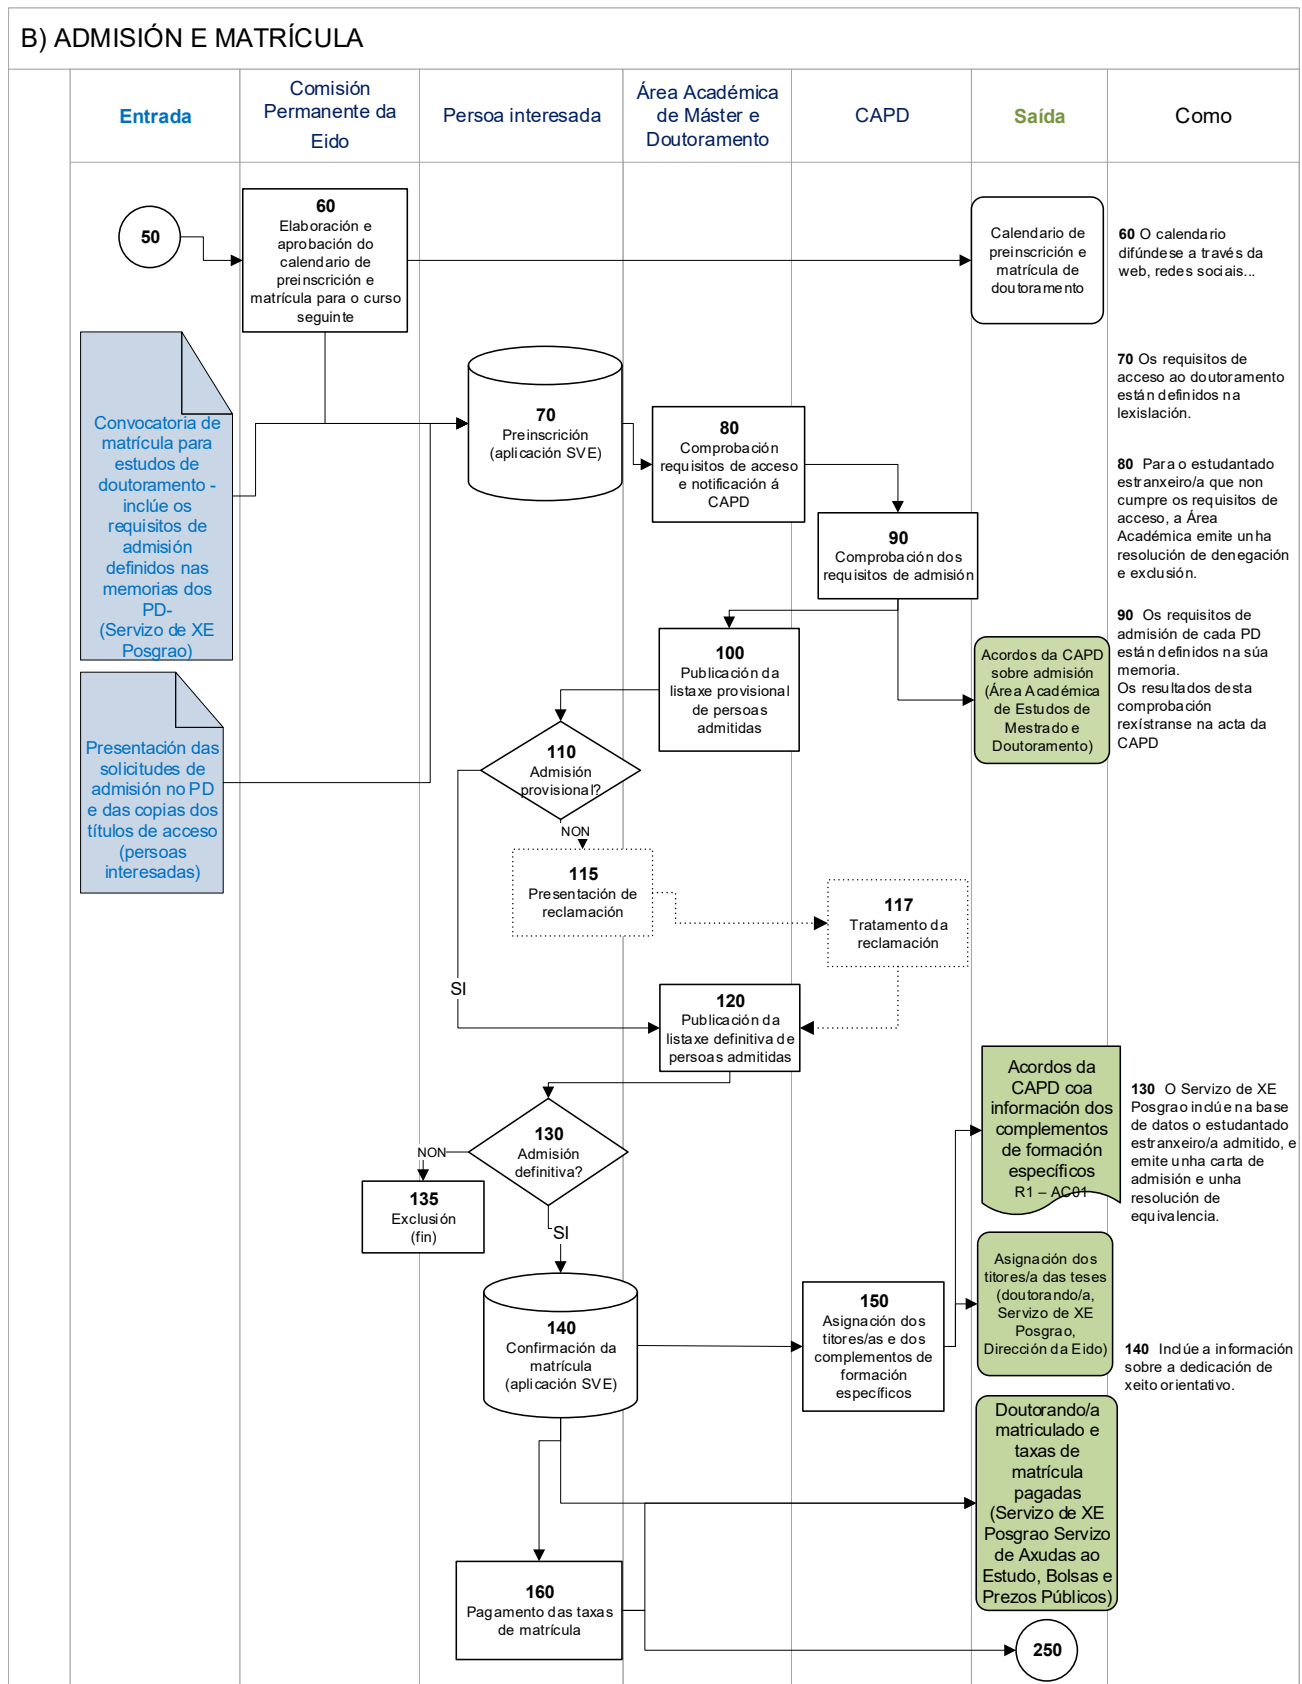 B) ADMISIÓN E MATRÍCULA
Entrada
Comisión
Permanente da
Eido
Persoa interesada
Área Académica
de Máster e
Doutoramento
CAPD
Saída
Como
50
60
Elaboración e
aprobación do
calendario de
preinscrición e
matrícula para o curso
seguinte
Calendario de
preinscrición e
matrícula de
doutoramento
60 O calendario
difúndese a través da
web, redes sociais...
Convocatoria de
matrícula para
estudos de
doutoramento -
inclúe os
requisitos de
admisión
definidos nas
memorias dos
PD-
(Servizo de XE
Posgrao)
70
Preinscrición
(aplicación SVE)
80
Comprobación
requisitos de acceso
e notificación á
CAPD
90
Comprobación dos
requisitos de admisión
70 Os requisitos de
acceso ao doutoramento
están definidos na
lexislación.
80 Para o estudantado
estranxeiro/a que non
cumpre os requisitos de
acceso, a Área
Académica emite unha
resolución de denegación
e exclusión.
90 Os requisitos de
admisión de cada PD
están definidos na súa
memoria.
Os resultados desta
comprobación
rexístranse na acta da
CAPD
100
Publicación da
listaxe provisional
de persoas
admitidas
Acordos da CAPD
sobre admisión
(Área Académica
de Estudos de
Mestrado e
Doutoramento)
Presentación das
solicitudes de
admisión no PD
e das copias dos
títulos de acceso
(persoas
interesadas)
110
Admisión
provisional?
NON
115
Presentación de
reclamación
117
Tratamento da
reclamación
SI
120
Publicación da
listaxe definitiva de
persoas admitidas
130
Admisión
definitiva?
NON
135
Exclusión
(fin)
SI
Acordos da
CAPD coa
información dos
complementos
de formación
específicos
R1 – AC01
130 O Servizo de XE
Posgrao inclúe na base
de datos o estudantado
estranxeiro/a admitido, e
emite unha carta de
admisión e unha
resolución de
equivalencia.
140
Confirmación da
matrícula
(aplicación SVE)
150
Asignación dos
titores/as e dos
complementos de
formación
específicos
Asignación dos
titores/a das teses
(doutorando/a,
Servizo de XE
Posgrao,
Dirección da Eido)
140 Inclúe a información
sobre a dedicación de
xeito orientativo.
Doutorando/a
matriculado e
taxas de
matrícula
pagadas
(Servizo de XE
Posgrao Servizo
de Axudas ao
Estudo, Bolsas e
Prezos Públicos)
160
Pagamento das taxas
de matrícula
250